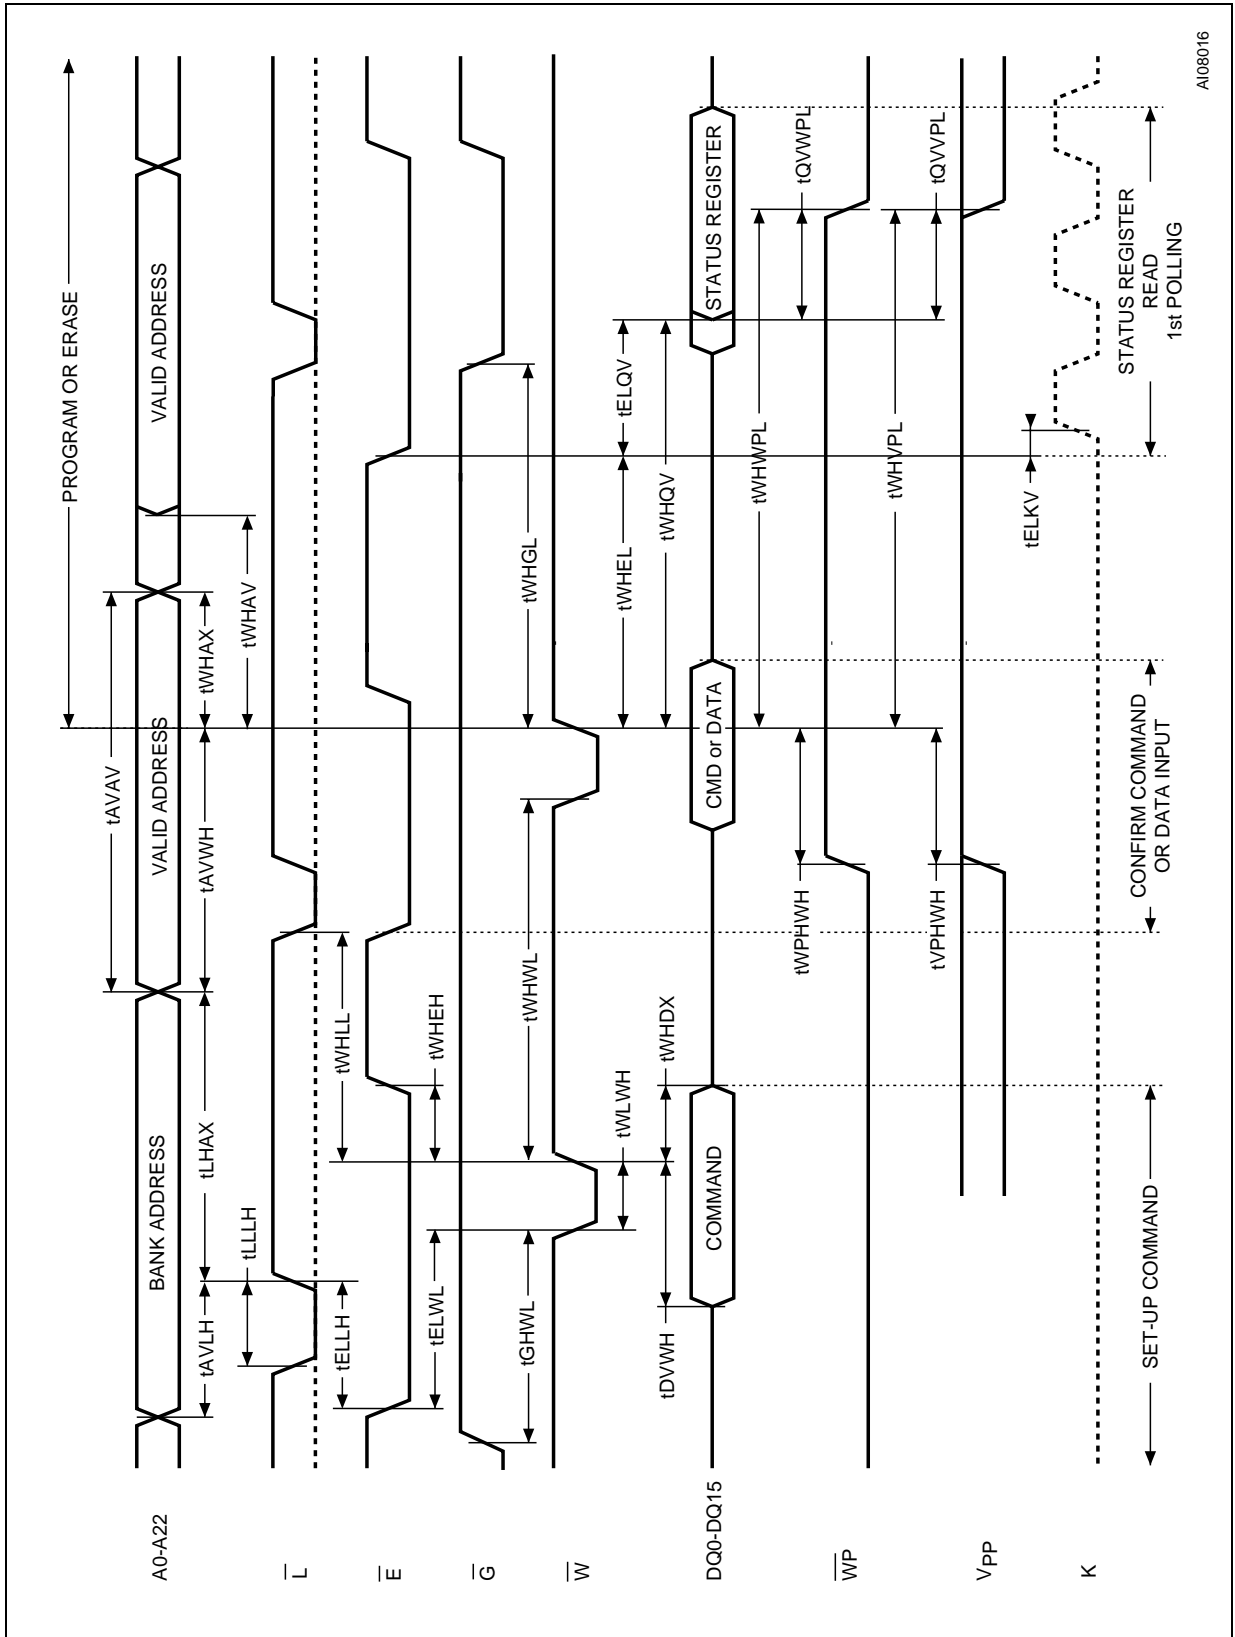 PROGRAM OR ERASE
tAVAV
A0-A22
BANK ADDRESS
VALID ADDRESS
VALID ADDRESS
tAVLH
tLHAX
tAVWH
tWHAX
tLLLH
tWHAV
L
tELLH
tWHLL
E
tELWL
tWHEH
G
tGHWL
tWHWL
tWHGL
W
tWLWH
tWHEL
tELQV
tDVWH
tWHDX
tWHQV
DQ0-DQ15
COMMAND
CMD or DATA
STATUS REGISTER
tWHWPL
tWPHWH
tQVWPL
WP
tWHVPL
tVPHWH
tQVVPL
VPP
tELKV
K
SET-UP COMMAND
CONFIRM COMMAND
OR DATA INPUT
STATUS REGISTER
READ
1st POLLING
AI08016